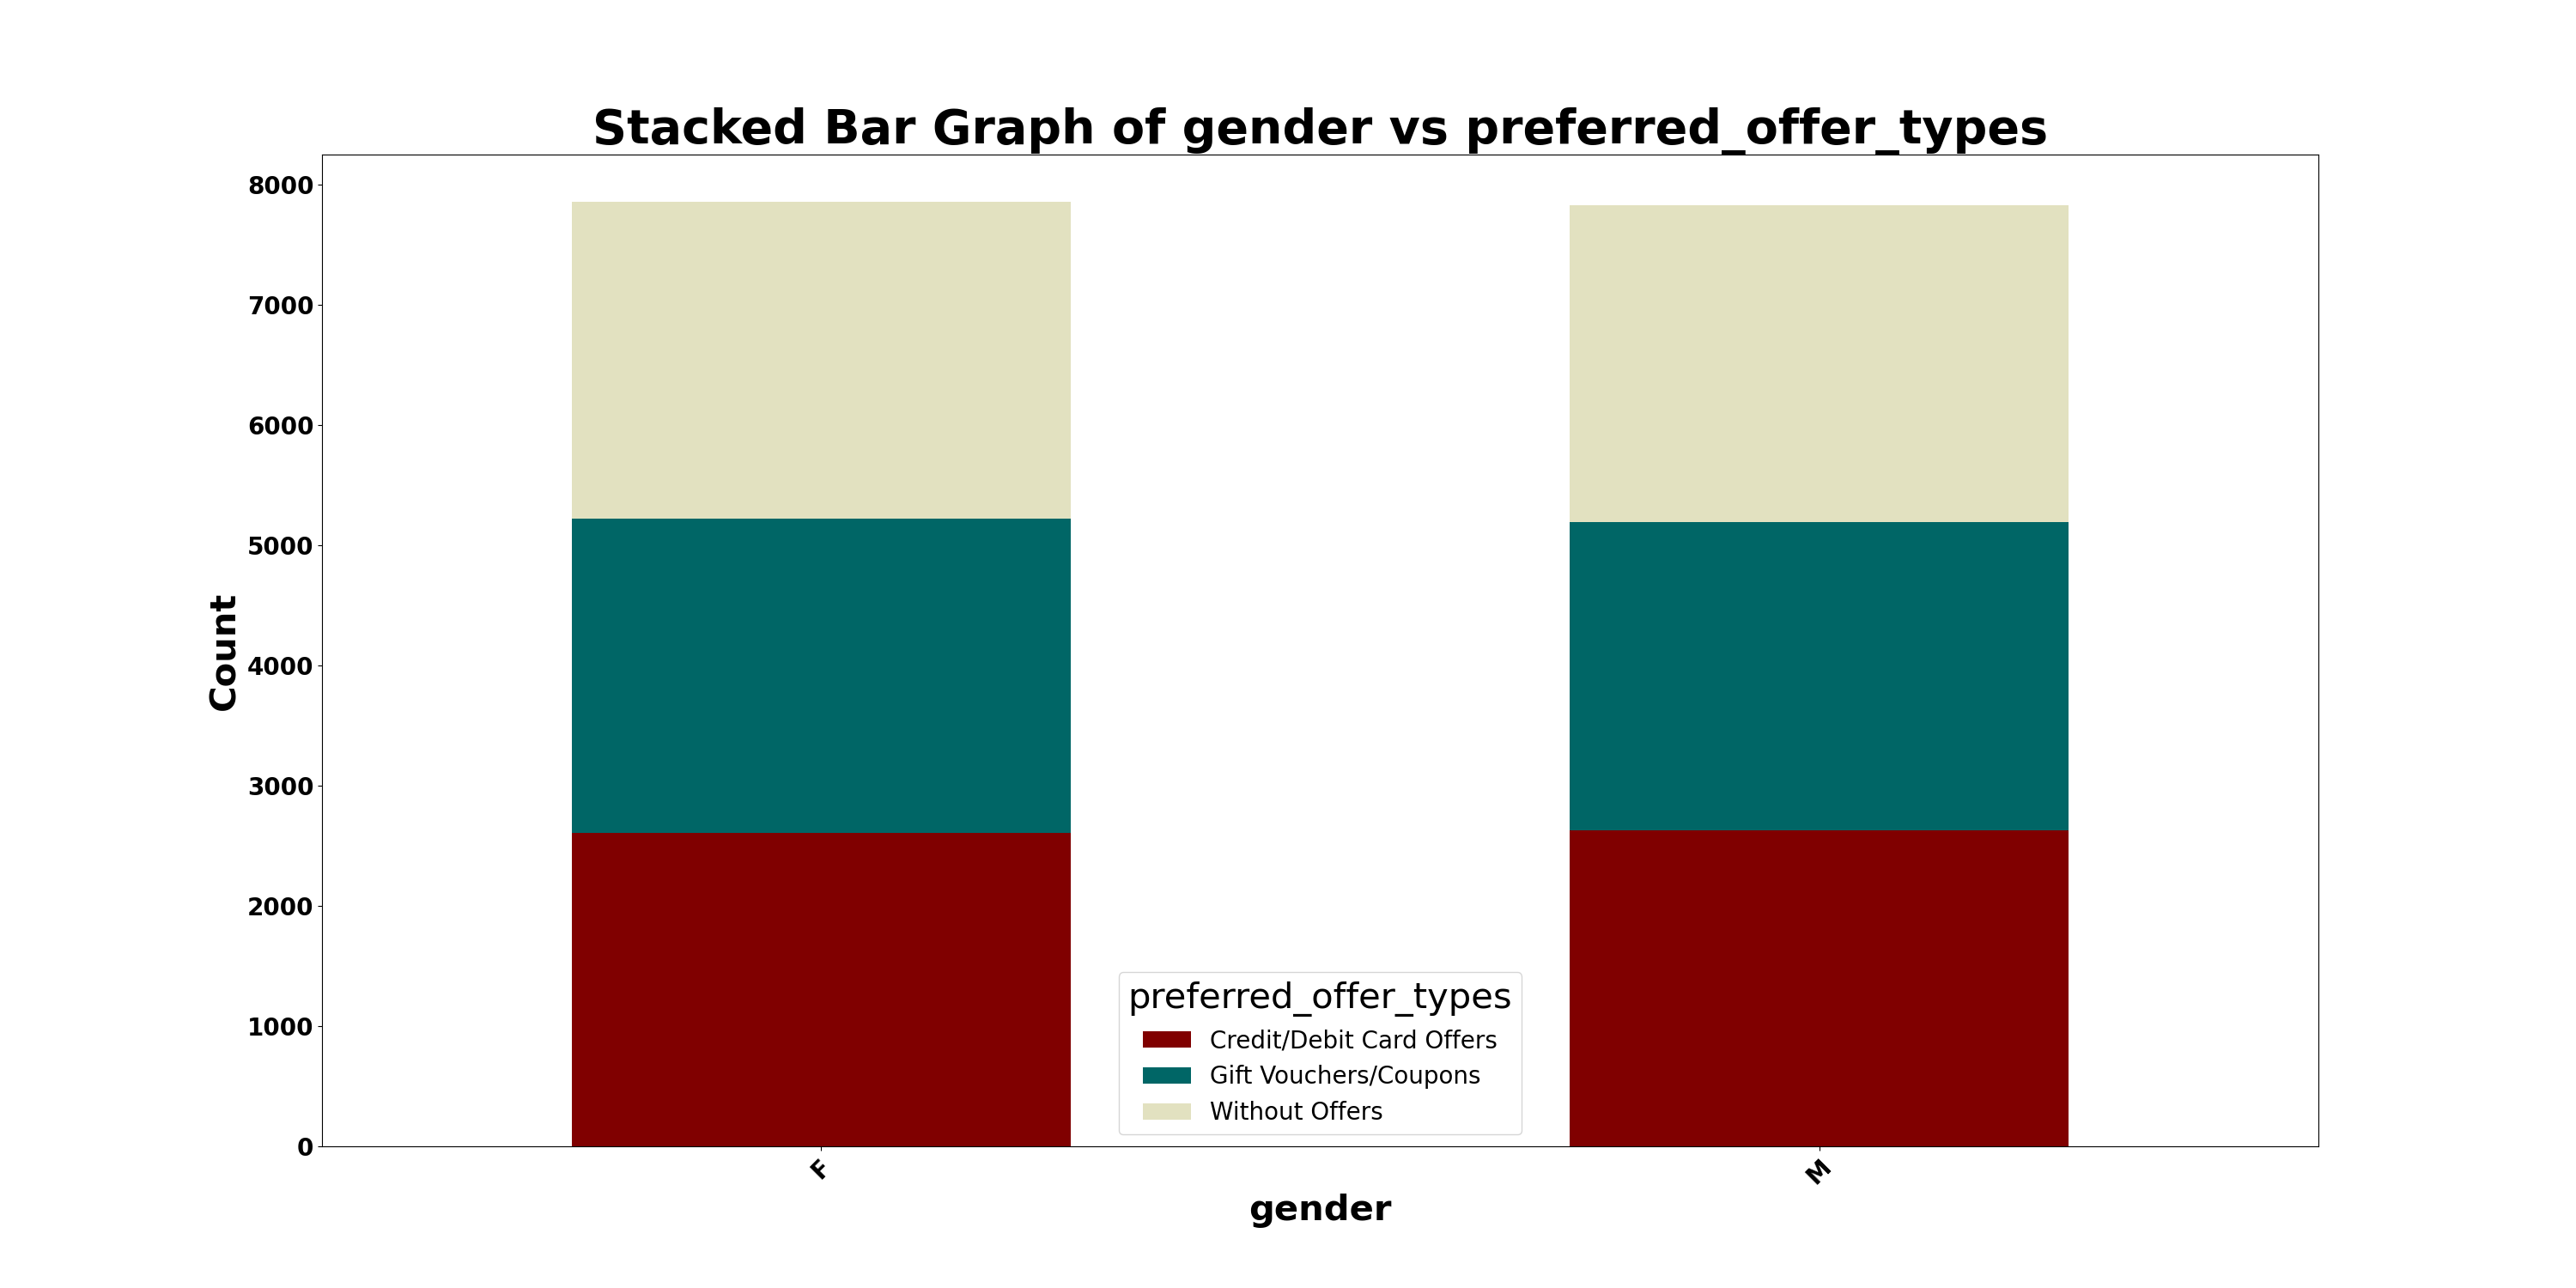 Stacked Bar Graph of gender vs preferred_offer_types
8000
7000
6000
5000
4000
3000
2000
1000
0
Count
preferred_offer_types
Credit/Debit Card Offers
Gift Vouchers/Coupons
Without Offers
F
M
gender